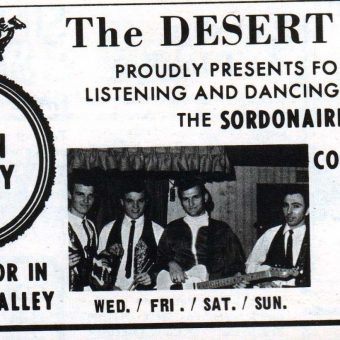 The DESERT
PROUDLY PRESENTS FO
LISTENING AND DANCING
THE SORDONAIRE
CO
N
Y
OR IN
ALLEY
WED. / FRI. / SAT. / SUN.